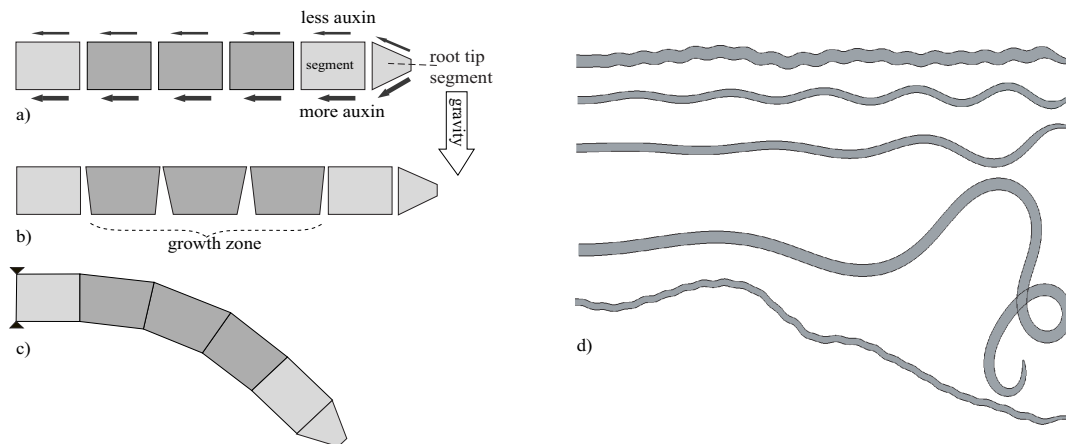 less auxin
segment
root tip
segment
more auxin
a)
gravity
b)
growth zone
c)
d)